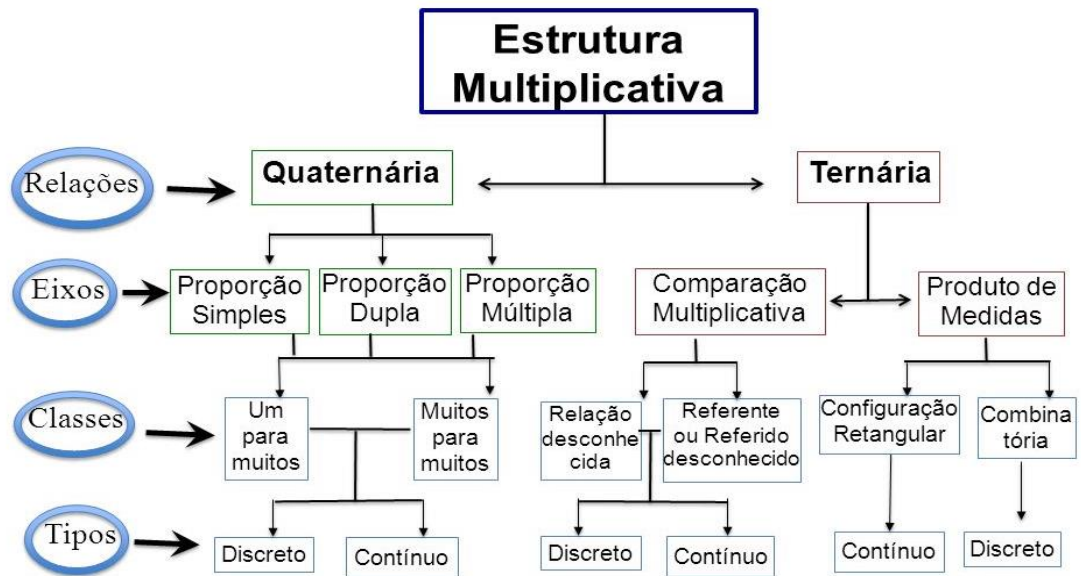 Estrutura
Multiplicativa
Relações
Quaternária
Ternária
Eixos
Proporção
Simples
Proporção
Dupla
Proporção
Múltipla
Comparação
Multiplicativa
Produto de
Medidas
Classes
Um
para
muitos
Muitos
para
muitos
Relação
desconhe
cida
Referente
ou Referido
desconhecido
Configuração
Retangular
Combina
tória
Tipos
Discreto
Contínuo
Discreto
Contínuo
Contínuo
Discreto